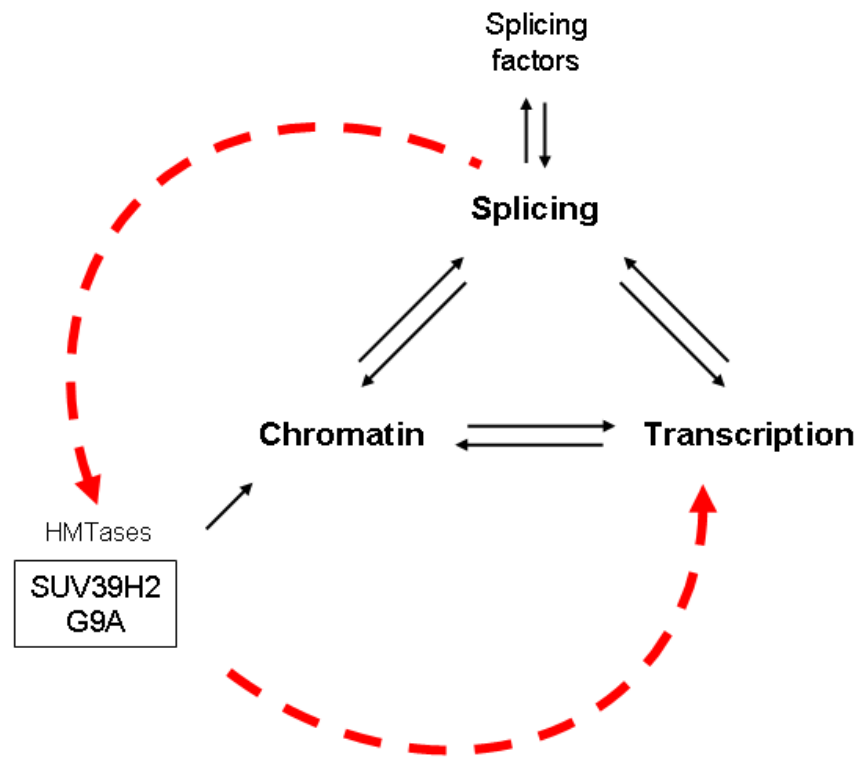 Splicing
factors
Splicing
Chromatin
Transcription
HMTases
SUV39H2
G9A